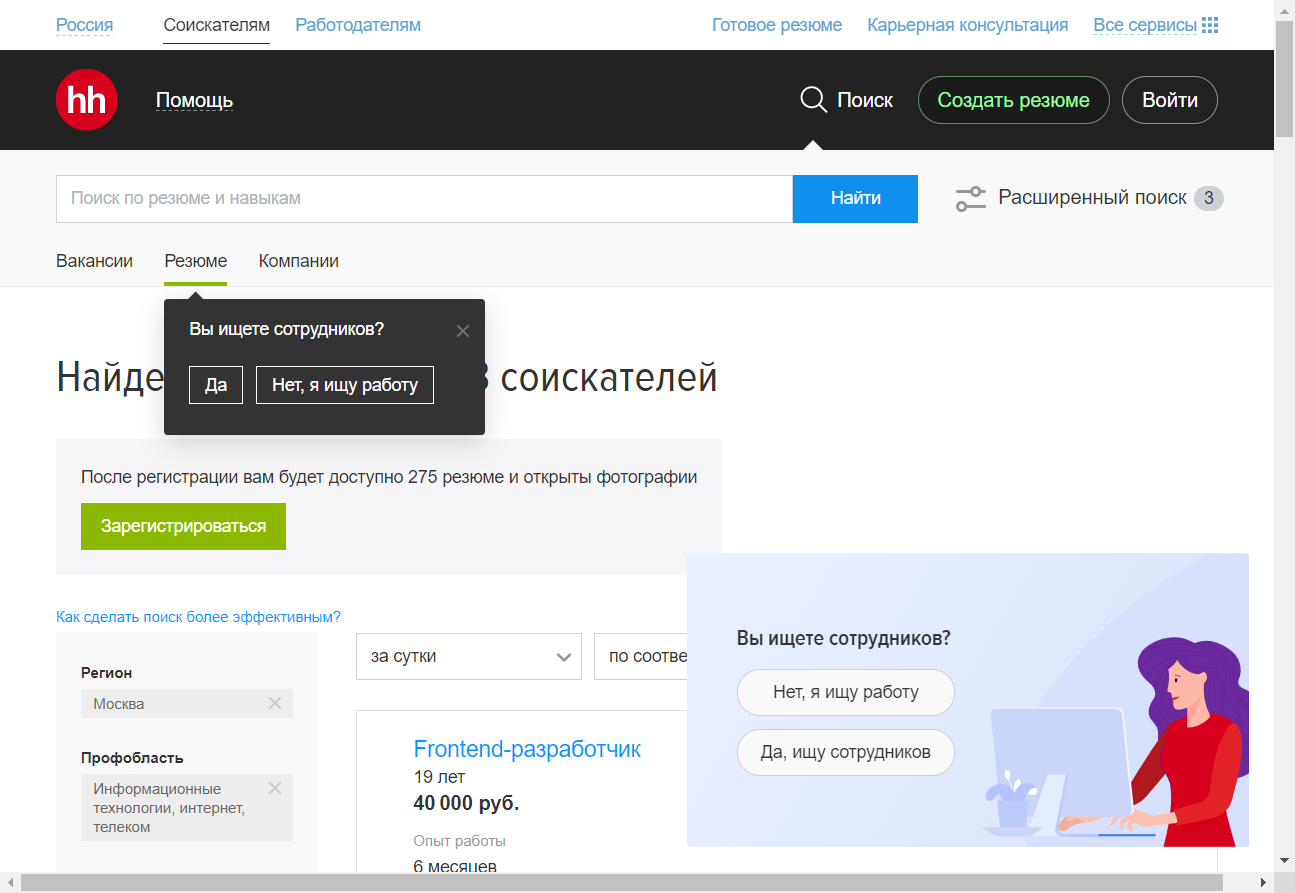 Россия Соискателям Работодателям Готовое резюме Карьерная консультация Все сервисы
hh Помощь Поиск Создать резюме Войти
Поиск по резюме и навыкам Найти Расширенный поиск 3
Вакансии Резюме Компании
Вы ищете сотрудников?
Да Нет, я ищу работу
Найде соискателей
После регистрации вам будет доступно 275 резюме и открыты фотографии
Зарегистрироваться
Как сделать поиск более эффективным?
Регион
Москва
Профобласть
Информационные
технологии, интернет,
телеком
за сутки по соотве
Frontend-разработчик
19 лет
40 000 руб.
Опыт работы
6 месяцев
Вы ищете сотрудников?
Нет, я ищу работу
Да, ищу сотрудников